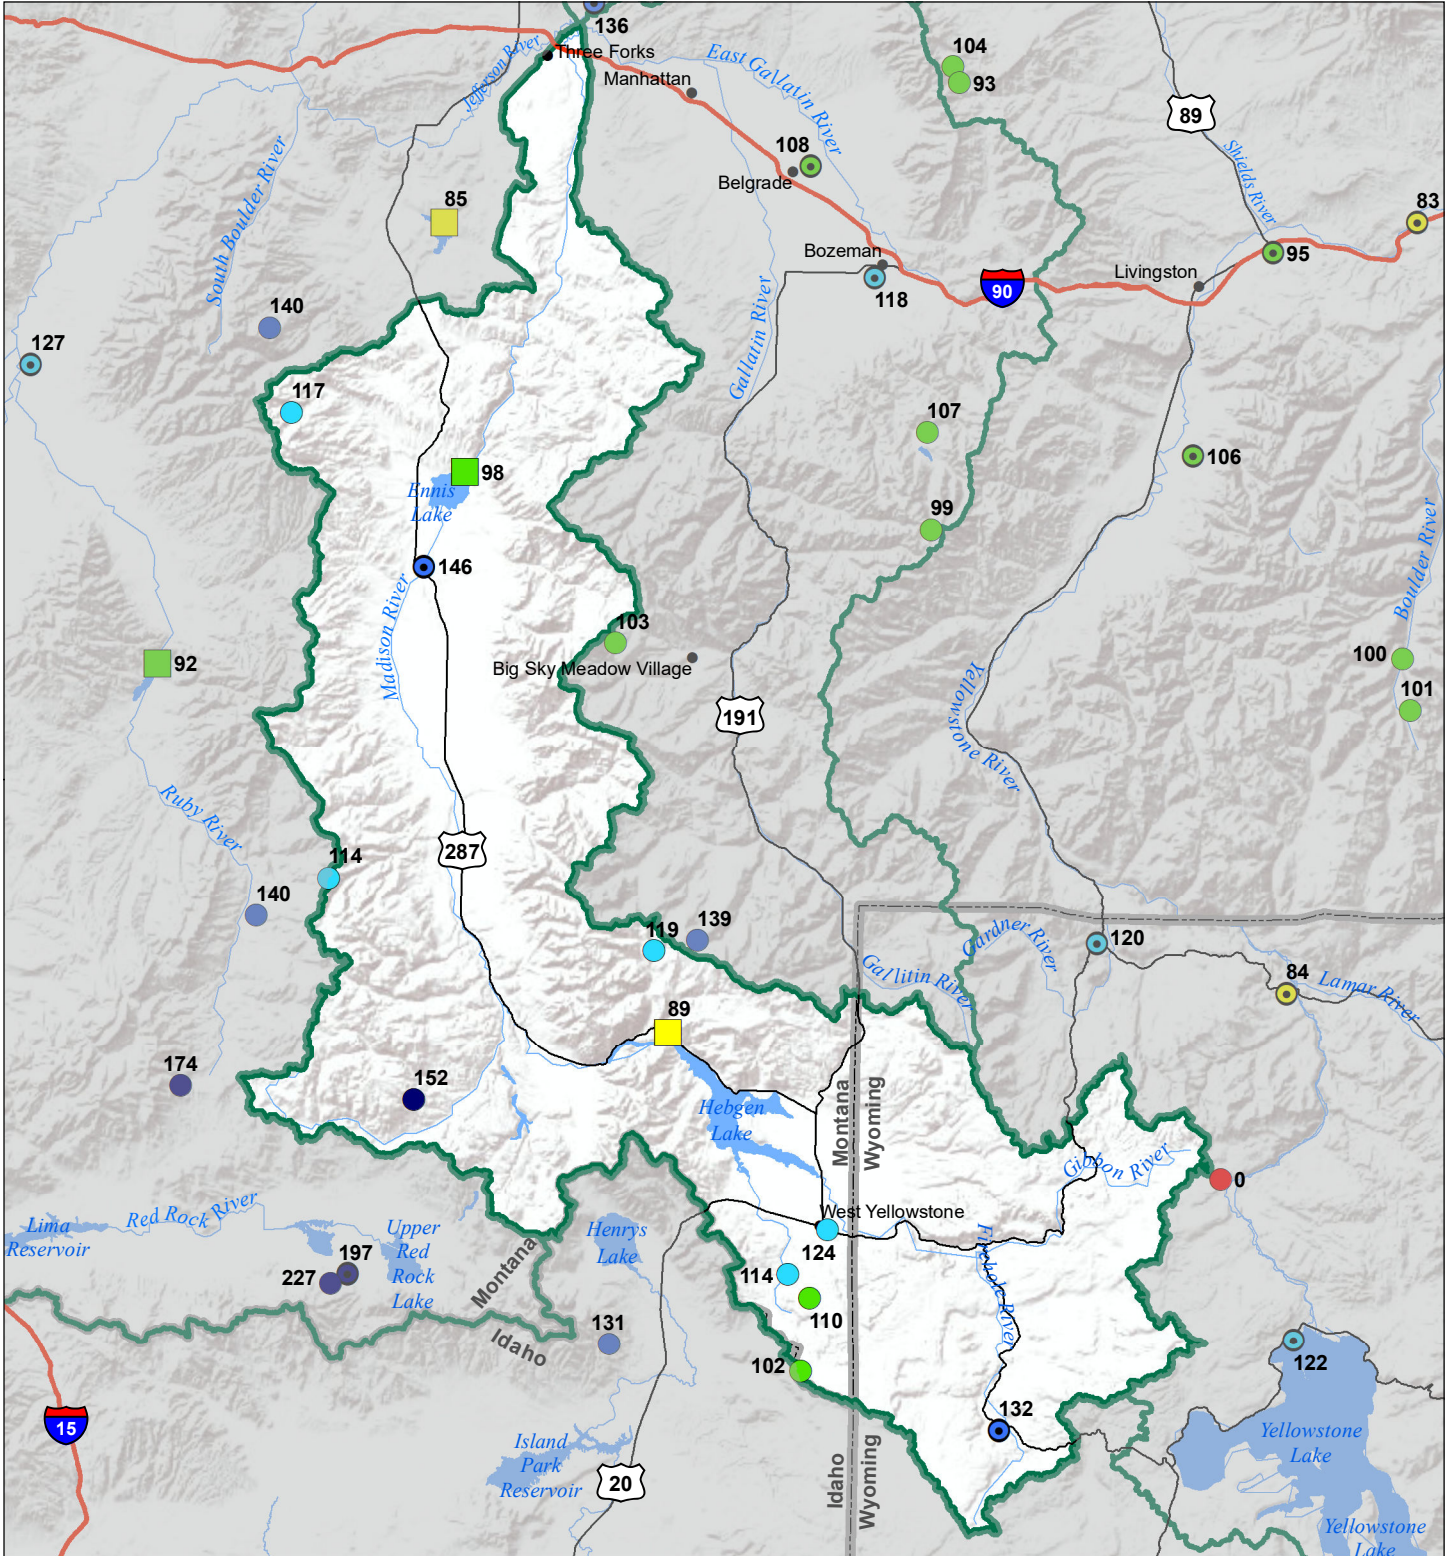 136
Three Forks
Jefferson River
Manhattan
East Gallatin River
104
93
89
Shields River
108
Belgrade
South Boulder River
85
83
Bozeman
95
Livingston
118
90
Gallatin River
140
127
117
107
106
98
Ennis
Lake
99
Boulder River
146
Madison River
103
92
Big Sky Meadow Village
100
101
191
Yellowstone River
Ruby River
287
114
140
119
139
Gardner River
120
Gallitin River
84
Lamar River
89
174
152
Hebgen
Lake
Montana
Wyoming
Gibbon River
0
Red Rock River
Lima
Reservoir
Upper
Red
Rock
Lake
Henrys
Lake
West Yellowstone
124
Firehole River
197
227
Montana
Idaho
114
110
131
102
122
132
15
Island
Park
Reservoir
20
Idaho
Wyoming
Yellowstone
Lake
Yellowstone
Lake